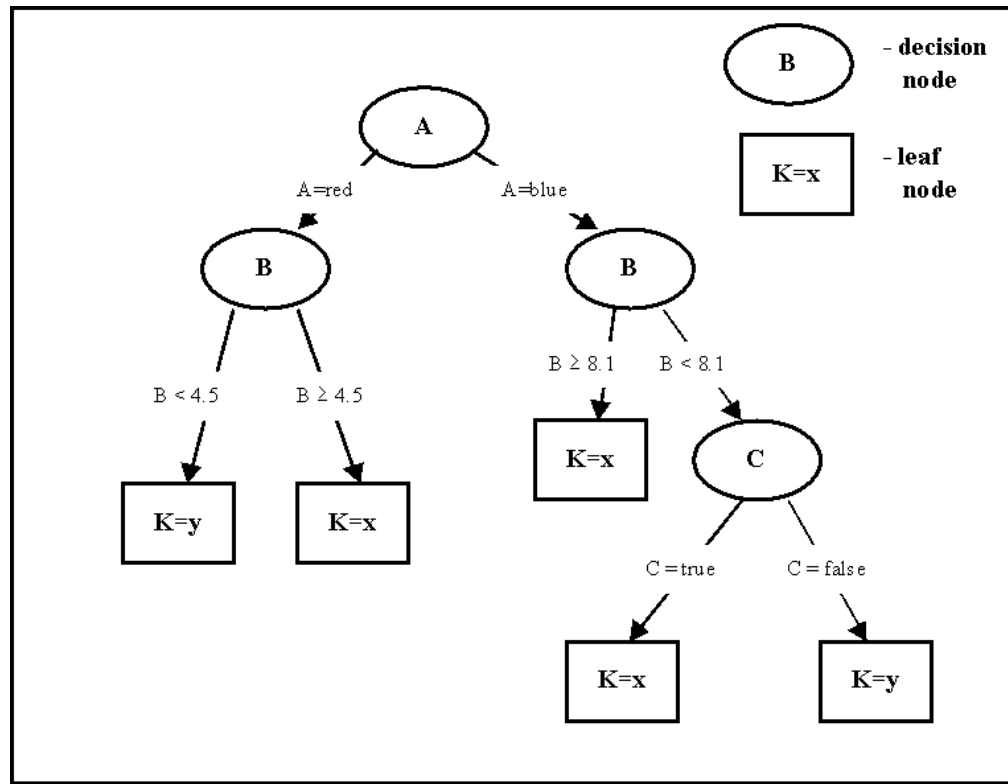 B
- decision
node
A
K=x
- leaf
node
A=red
A=blue
B
B
B < 4.5
B ≥ 4.5
B ≥ 8.1
B < 8.1
K=x
C
K=y
K=x
C=true
C=false
K=x
K=y